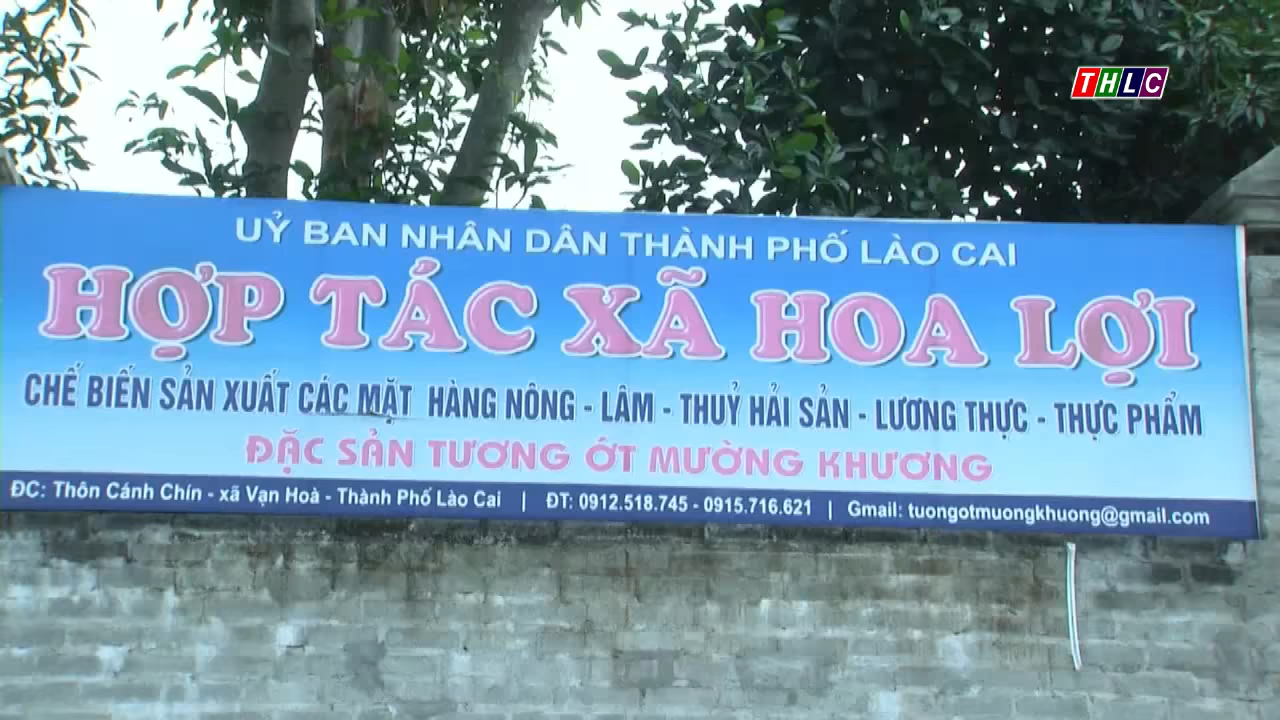 THLC
UỶ BAN NHÂN DÂN THÀNH PHỐ LÀO CAI
HỢP TÁC XÃ HOA LỢI
CHẾ BIẾN SẢN XUẤT CÁC MẶT HÀNG NÔNG - LÂM - THUỶ HẢI SẢN - LƯƠNG THỰC - THỰC PHẨM
ĐẶC SẢN TƯƠNG ỚT MƯỜNG KHƯƠNG
ĐC: Thôn Cánh Chín - xã Vạn Hoà - Thành Phố Lào Cai | ĐT: 0912.518.745 - 0915.716.621 | Gmail: tuongotmuongkhuong@gmail.com